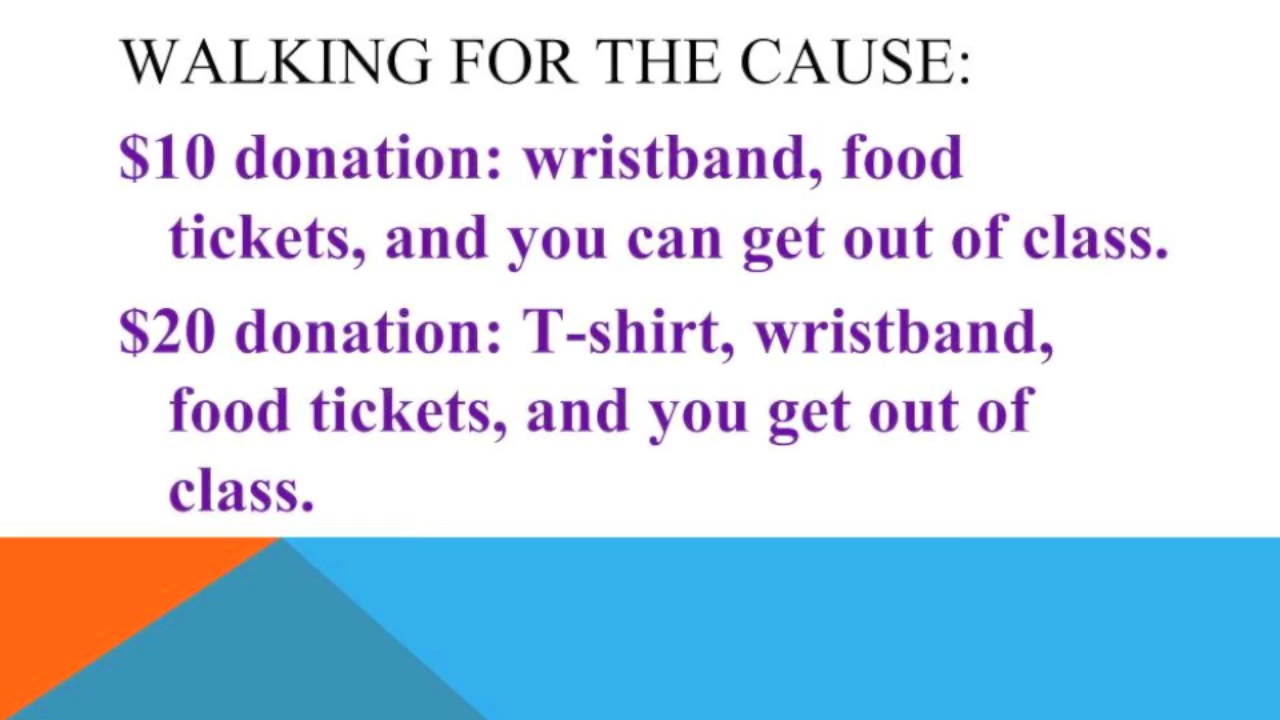 WALKING FOR THE CAUSE:
$10 donation: wristband, food
tickets, and you can get out of class.
$20 donation: T-shirt, wristband,
food tickets, and you get out of
class.